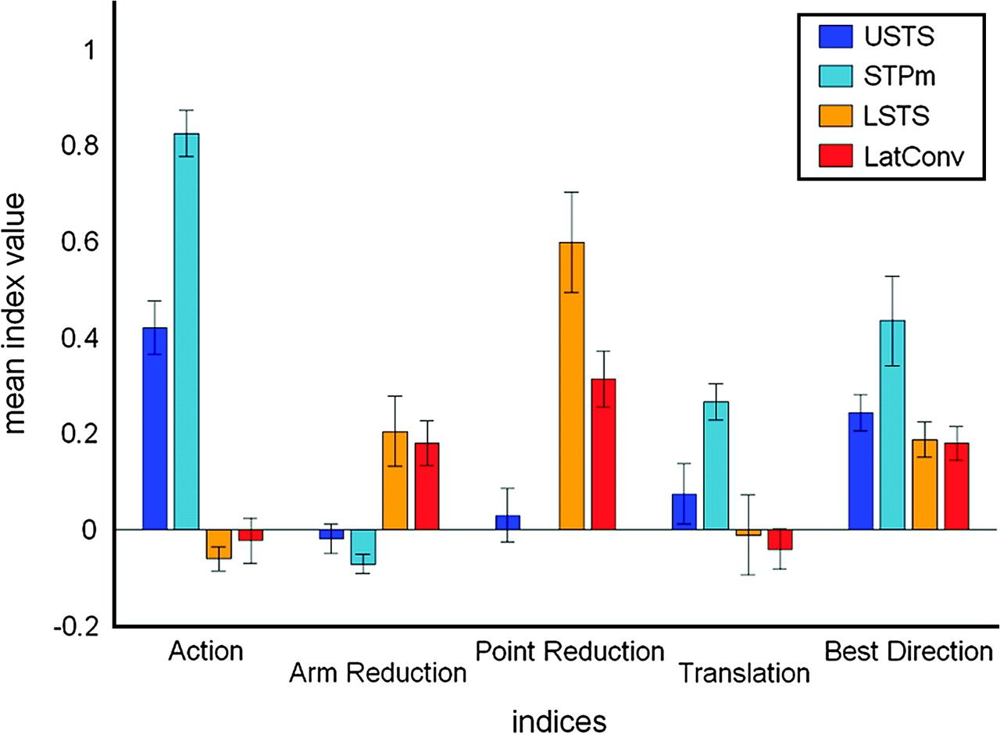 USTS
STPm
LSTS
LatConv
1
0.8
0.6
0.4
0.2
0
-0.2
mean index value
Action
Arm Reduction
Point Reduction
Translation
Best Direction
indices